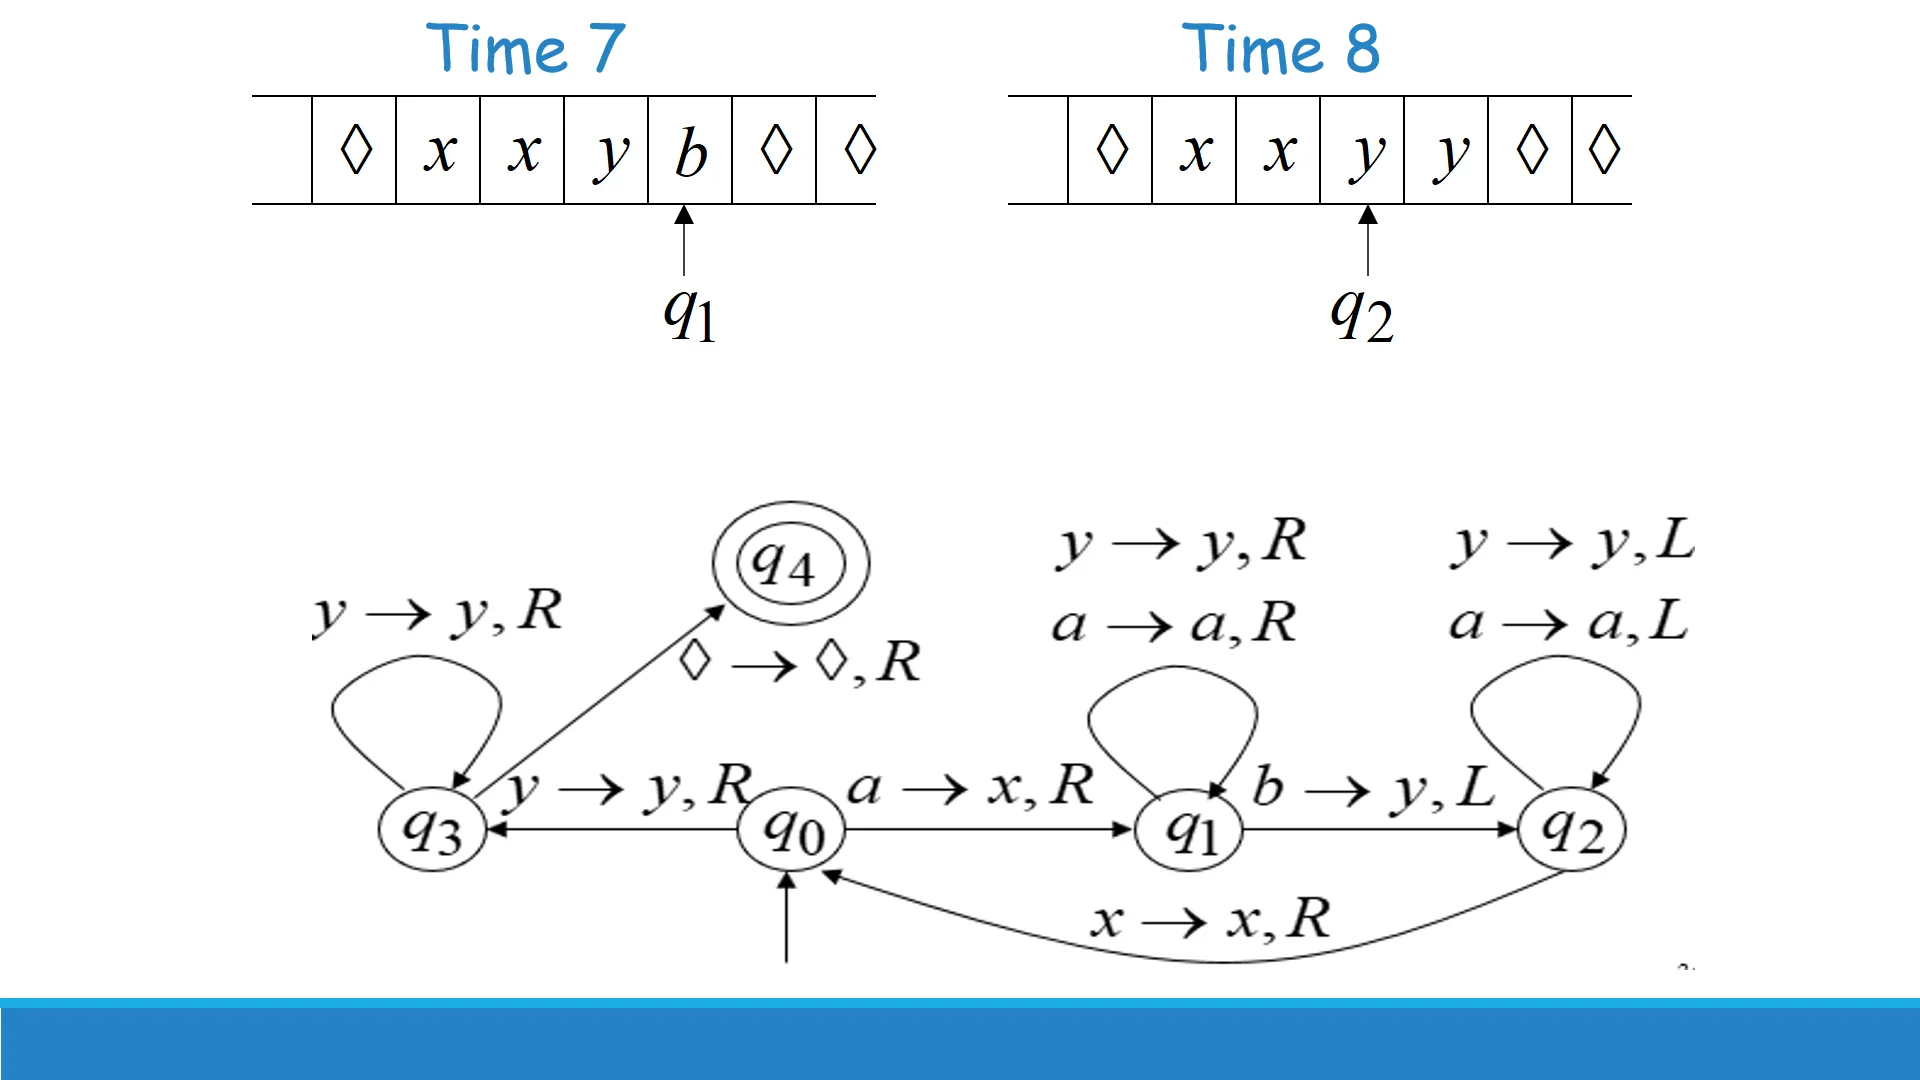 Time 7
Time 8
◊ x x y b ◊ ◊
◊ x x y y ◊ ◊
q1
q2
q4
y → y, R
y → y, L
y → y, R
a → a, R
a → a, L
◊ → ◊, R
y → y, R
a → x, R
b → y, L
q3
q0
q1
q2
x → x, R